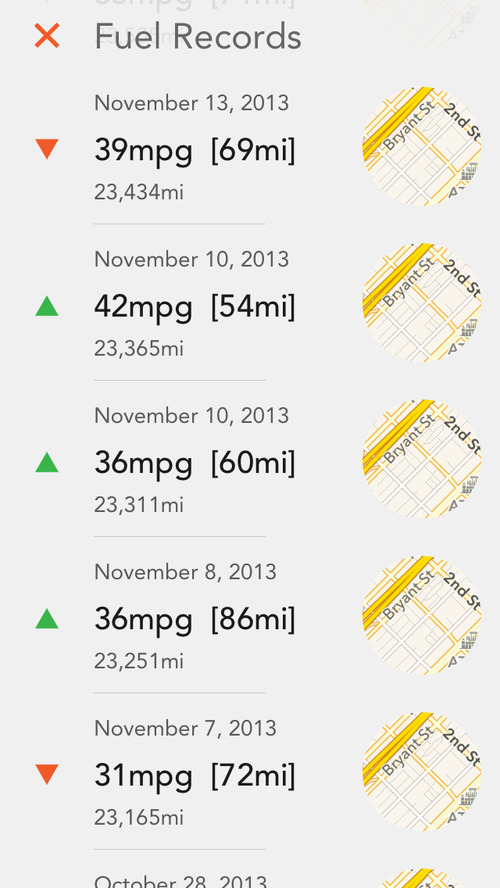 Fuel Records
November 13, 2013
39mpg [69mi]
23,434mi
Bryant St
2nd St
November 10, 2013
42mpg [54mi]
23,365mi
Bryant St
2nd St
November 10, 2013
36mpg [60mi]
23,311mi
Bryant St
2nd St
November 8, 2013
36mpg [86mi]
23,251mi
Bryant St
2nd St
November 7, 2013
31mpg [72mi]
23,165mi
Bryant St
2nd St
October 28, 2013